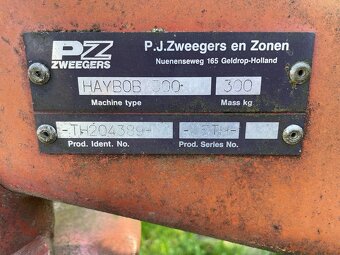 PZ
ZWEEGERS
P.J.Zweegers en Zonen
Nuenenseweg 165 Geldrop-Holland
HAYBOB 300
300
Machine type
Mass kg
-TH204389-
Prod. Ident. No.
Prod. Series No.